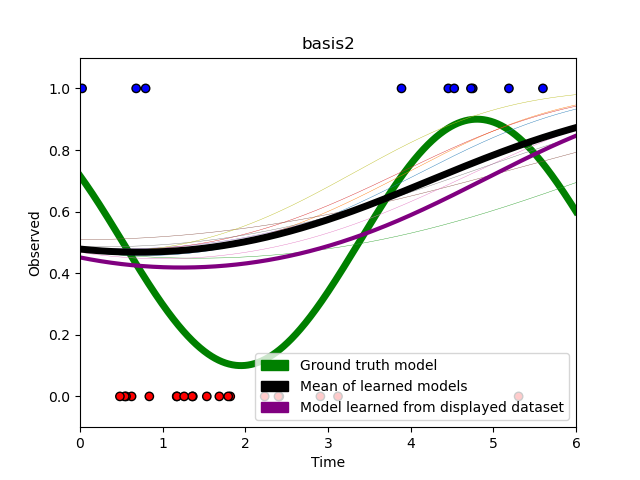 basis2
1.0
0.8
0.6
0.4
0.2
0.0
Observed
Ground truth model
Mean of learned models
Model learned from displayed dataset
0 1 2 3 4 5 6
Time